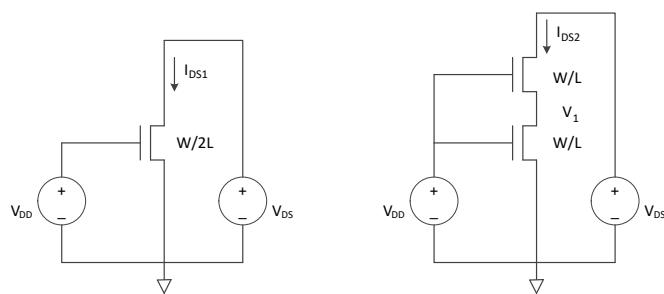 I_DS1
W/2L
+
−
V_DD
+
−
V_DS
I_DS2
W/L
V_1
W/L
+
−
V_DD
+
−
V_DS